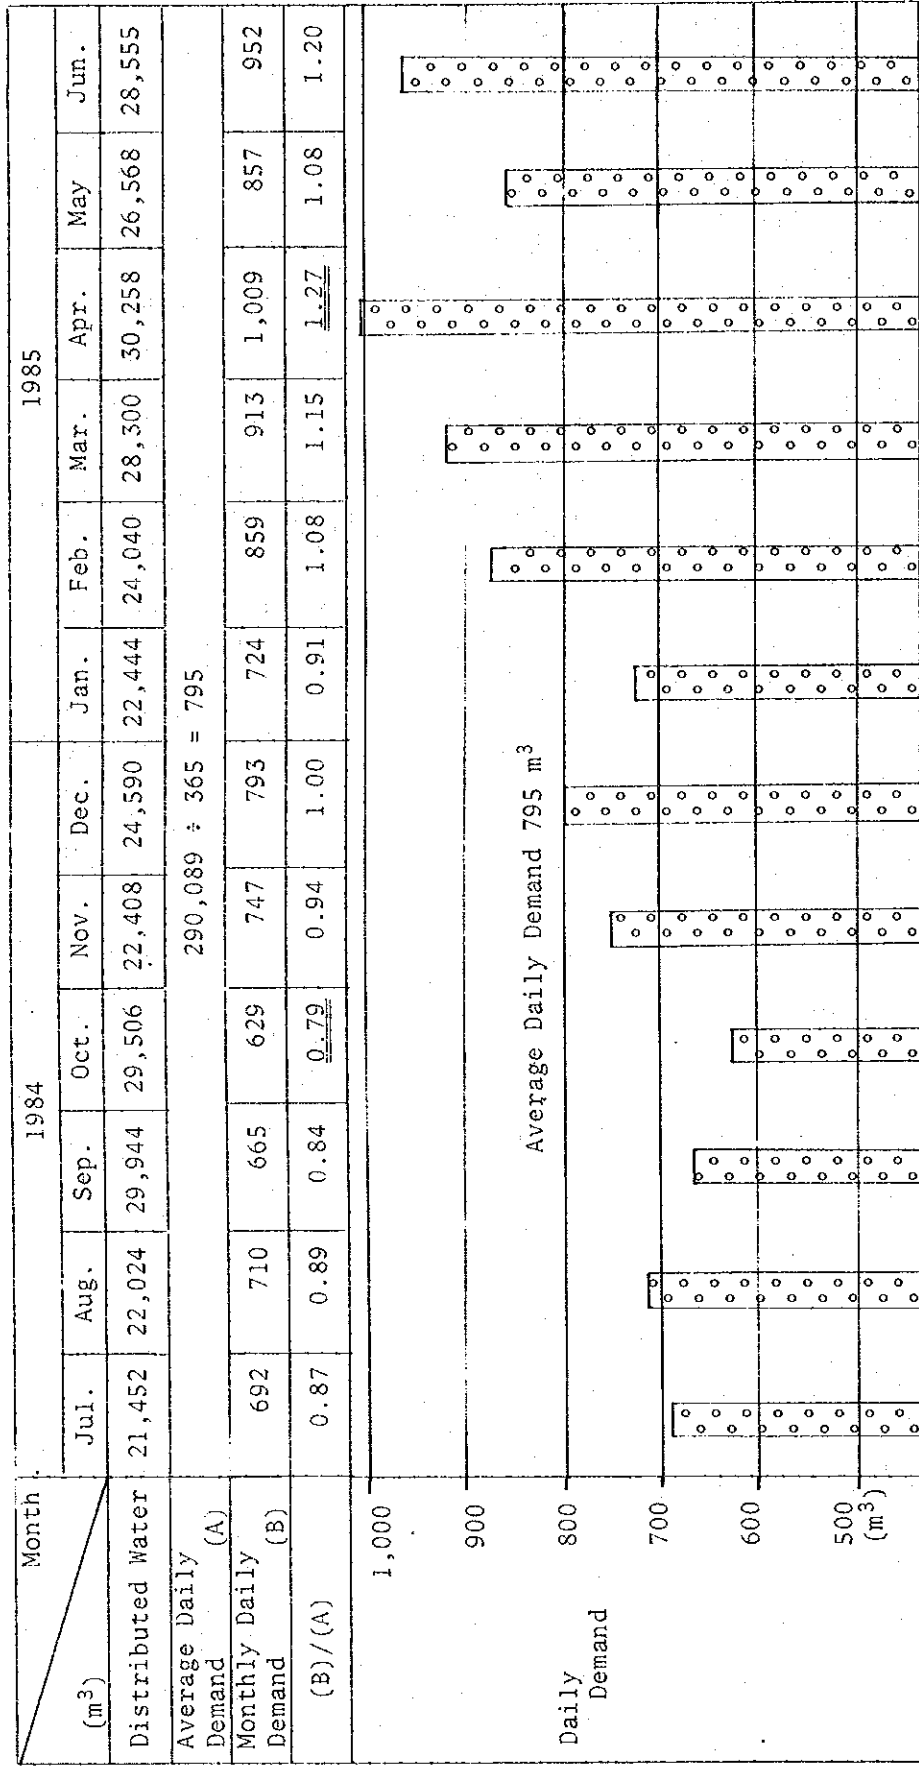 Month 1984 1985
(m³) Jul. Aug. Sep. Oct. Nov. Dec. Jan. Feb. Mar. Apr. May Jun.
Distributed Water 21,452 22,024 29,944 29,506 22,408 24,590 22,444 24,040 28,300 30,258 26,568 28,555
Average Daily
Demand (A) 290,089 ÷ 365 = 795
Monthly Daily
Demand (B) 692 710 665 629 747 793 724 859 913 1,009 857 952
(B)/(A) 0.87 0.89 0.84 0.79 0.94 1.00 0.91 1.08 1.15 1.27 1.08 1.20
1,000
900
Average Daily Demand 795 m³
800
Daily
Demand
700
600
500
(m³)